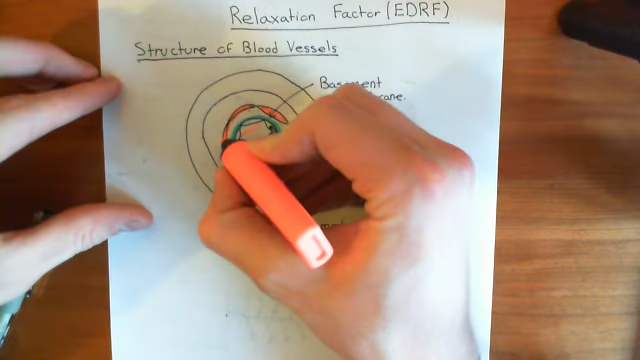 Relaxation Factor (EDRF)
Structure of Blood Vessels
Basement